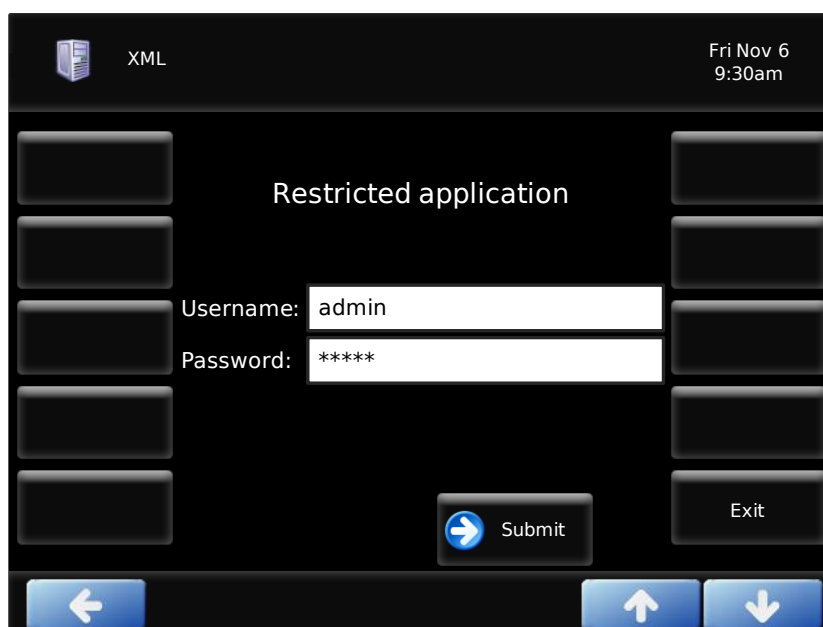 XML
Fri Nov 6
9:30am
Restricted application
Username: admin
Password: *****
Submit
Exit